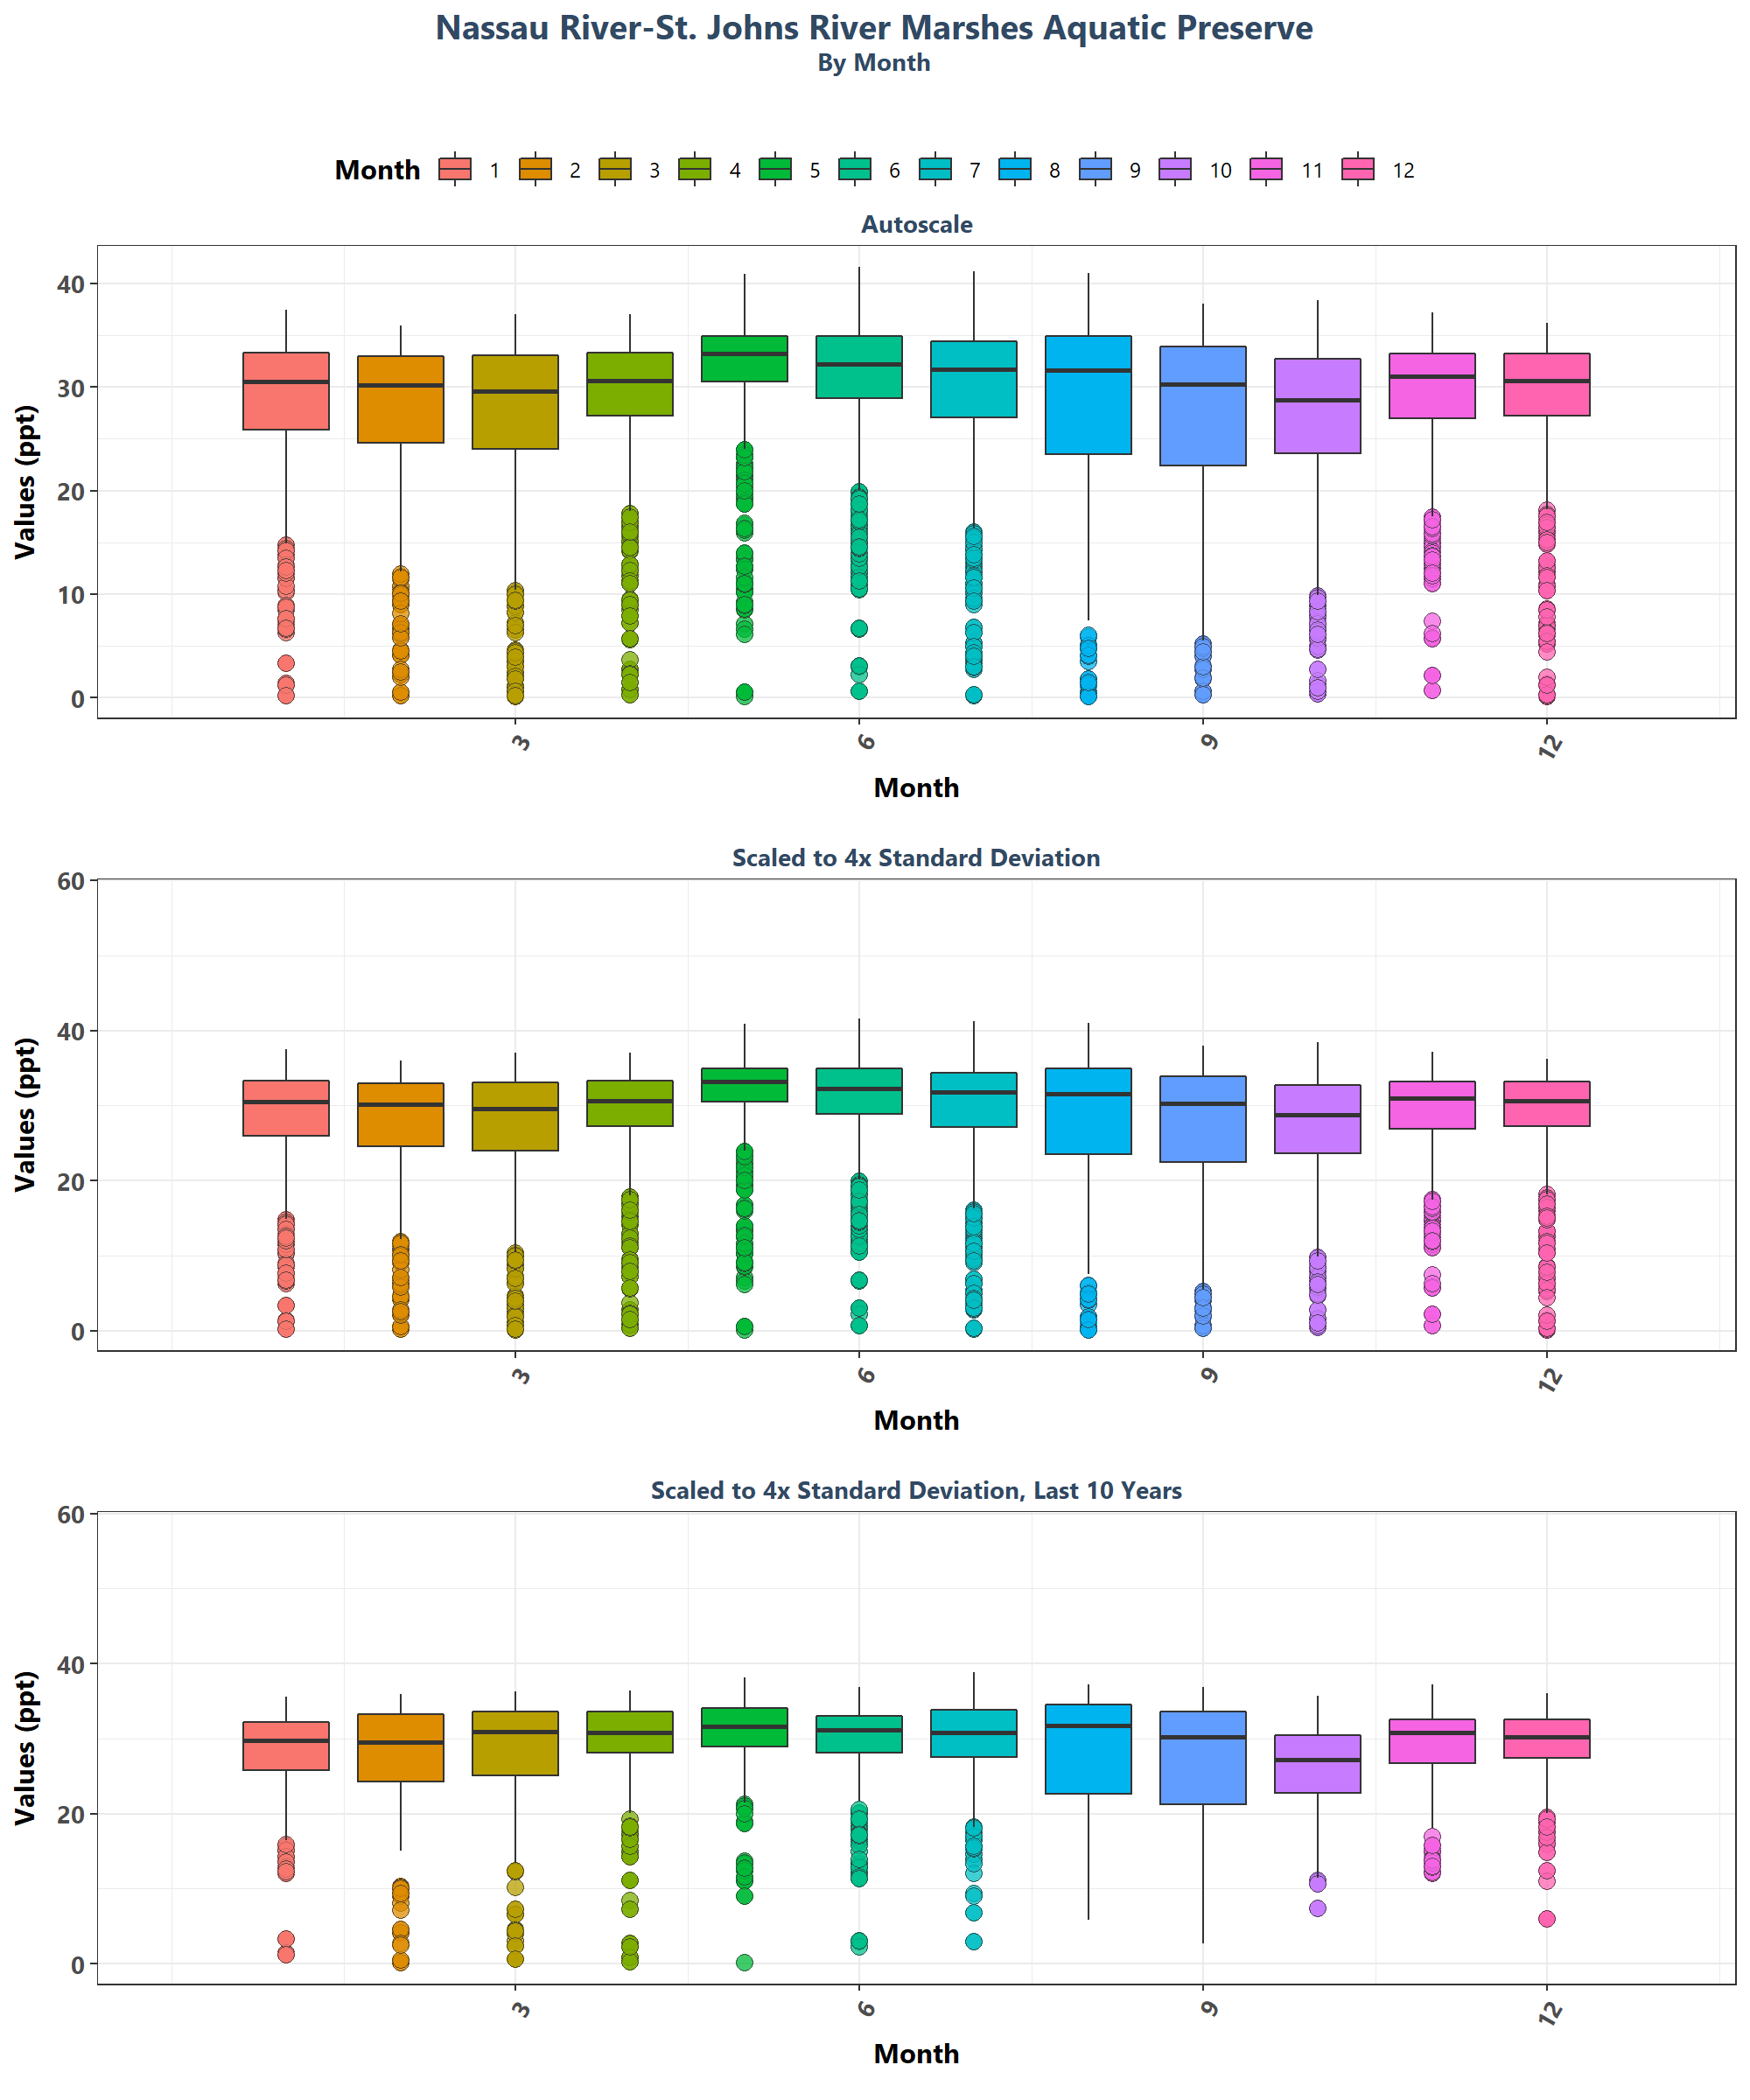 Nassau River-St. Johns River Marshes Aquatic Preserve
By Month
Month 1 2 3 4 5 6 7 8 9 10 11 12
Autoscale
Values (ppt)
40
30
20
10
0
3 6 9 12
Month
Scaled to 4x Standard Deviation
Values (ppt)
60
40
20
0
3 6 9 12
Month
Scaled to 4x Standard Deviation, Last 10 Years
Values (ppt)
60
40
20
0
3 6 9 12
Month